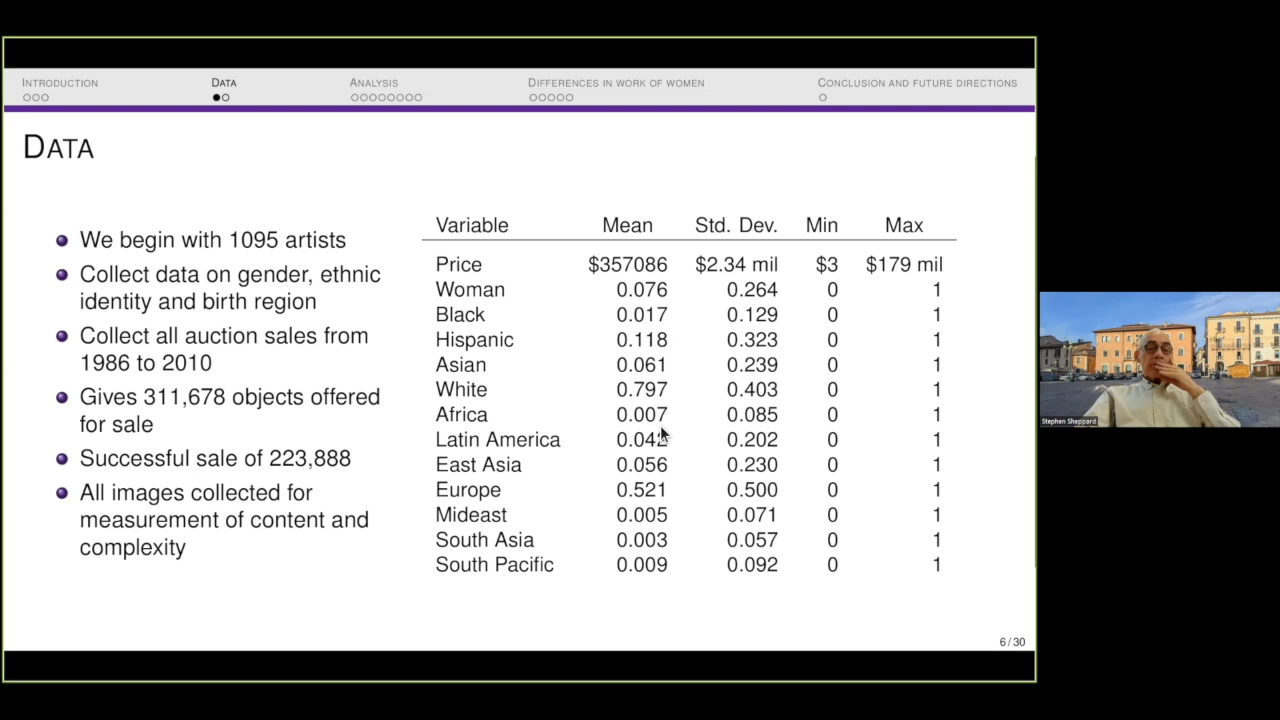 INTRODUCTION DATA ANALYSIS DIFFERENCES IN WORK OF WOMEN CONCLUSION AND FUTURE DIRECTIONS
DATA
We begin with 1095 artists
Collect data on gender, ethnic
identity and birth region
Collect all auction sales from
1986 to 2010
Gives 311,678 objects offered
for sale
Successful sale of 223,888
All images collected for
measurement of content and
complexity
Variable Mean Std. Dev. Min Max
Price $357086 $2.34 mil $3 $179 mil
Woman 0.076 0.264 0 1
Black 0.017 0.129 0 1
Hispanic 0.118 0.323 0 1
Asian 0.061 0.239 0 1
White 0.797 0.403 0 1
Africa 0.007 0.085 0 1
Latin America 0.042 0.202 0 1
East Asia 0.056 0.230 0 1
Europe 0.521 0.500 0 1
Mideast 0.005 0.071 0 1
South Asia 0.003 0.057 0 1
South Pacific 0.009 0.092 0 1
6 / 30
Stephen Sheppard